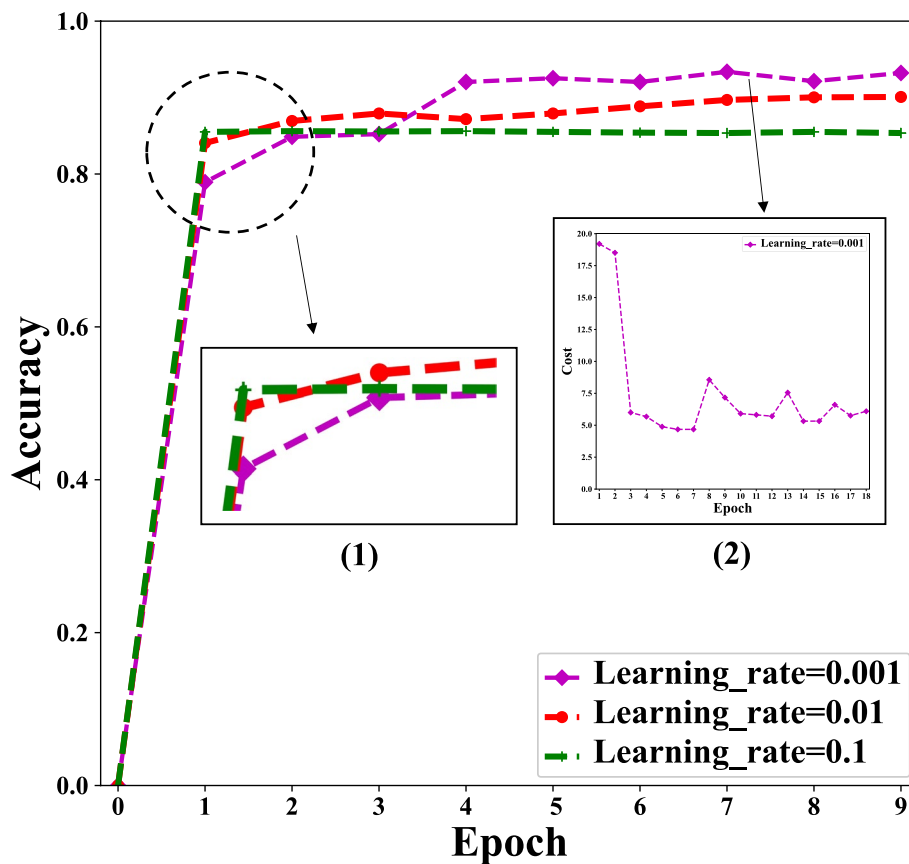 1.0
0.8
0.6
0.4
0.2
0.0
Accuracy
0 1 2 3 4 5 6 7 8 9
Epoch
(1)
20.0
17.5
15.0
12.5
10.0
7.5
5.0
2.5
0.0
Cost
Learning_rate=0.001
1 2 3 4 5 6 7 8 9 10 11 12 13 14 15 16 17 18
Epoch
(2)
Learning_rate=0.001
Learning_rate=0.01
Learning_rate=0.1